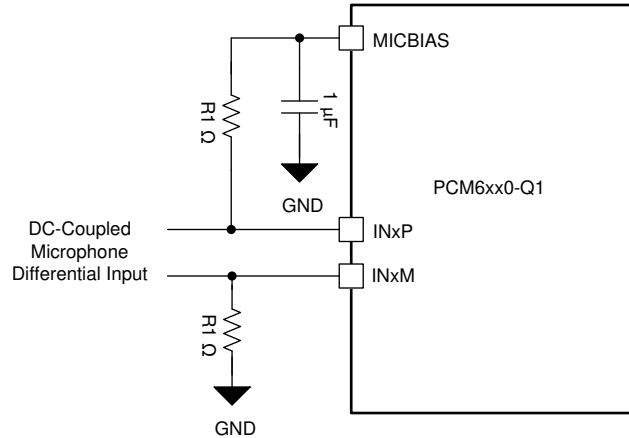 MICBIAS
R1
Ω
1
µF
GND
PCM6xx0-Q1
DC-Coupled
Microphone
Differential Input
INxP
INxM
R1
Ω
GND